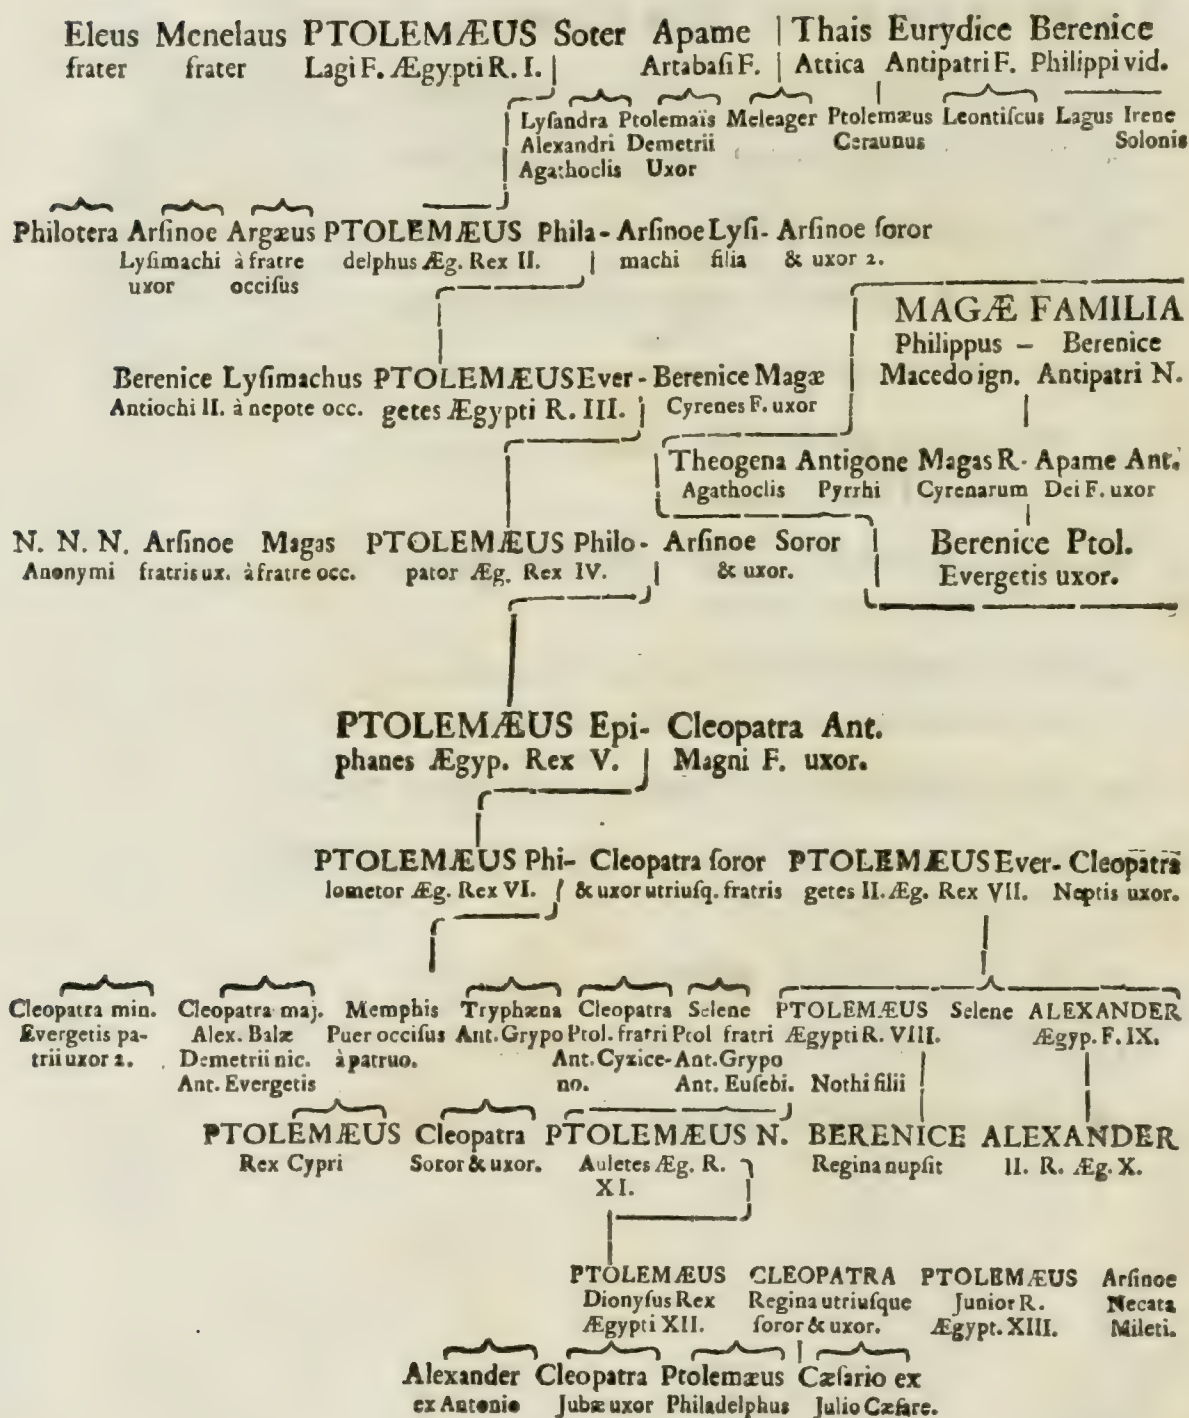 Eleus Menelaus PTOLEMÆUS Soter Apame | Thais Eurydice Berenice
frater frater Lagi F. Ægypti R. I. Artabaſi F. Attica Antipatri F. Philippi vid.
Lyſandra Ptolemaïs Meleager Ptolemæus Leontiſcus Lagus Irene
Alexandri Demetrii Ceraunus Solonis
Agathoclis Uxor
Philotera Arſinoe Argæus PTOLEMÆUS Phila- Arſinoe Lyſi- Arſinoe ſoror
Lyſimachi à fratre delphus Æg. Rex II. machi filia & uxor 2.
uxor occiſus
MAGÆ FAMILIA
Philippus – Berenice
Berenice Lyſimachus PTOLEMÆUS Ever- Berenice Magæ Macedo ign. Antipatri N.
Antiochi II. à nepote occ. getes Ægypti R. III. Cyrenes F. uxor
Theogena Antigone Magas R- Apame Ant.
Agathoclis Pyrrhi Cyrenarum Dei F. uxor
N. N. N. Arſinoe Magas PTOLEMÆUS Philo- Arſinoe Soror Berenice Ptol.
Anonymi fratris ux. à fratre occ. pator Æg. Rex IV. & uxor. Evergetis uxor.
PTOLEMÆUS Epi- Cleopatra Ant.
phanes Ægyp. Rex V. Magni F. uxor.
PTOLEMÆUS Phi- Cleopatra ſoror PTOLEMÆUS Ever- Cleopatra
lometor Æg. Rex VI. & uxor utriuſq. fratris getes II. Æg. Rex VII. Neptis uxor.
Cleopatra min. Cleopatra maj. Memphis Tryphæna Cleopatra Selene PTOLEMÆUS Selene ALEXANDER
Evergetis pa- Alex. Balæ Puer occiſus Ant. Grypo Ptol. fratri Ptol fratri Ægypti R. VIII. Ægyp. F. IX.
trii uxor 2. Demetrii nic. à patruo. Ant. Cyzice- Ant. Grypo
Ant. Evergetis no. Ant. Euſebi. Nothi filii
PTOLEMÆUS Cleopatra PTOLEMÆUS N. BERENICE ALEXANDER
Rex Cypri Soror & uxor. Auletes Æg. R. Regina nupſit II. R. Æg. X.
XI.
PTOLEMÆUS CLEOPATRA PTOLEMÆUS Arſinoe
Dionyſus Rex Regina utriuſque Junior R. Necata
Ægypti XII. ſoror & uxor. Ægypt. XIII. Mileti.
Alexander Cleopatra Ptolemæus Cæſario ex
ex Antonio Jubæ uxor Philadelphus Julio Cæſare.